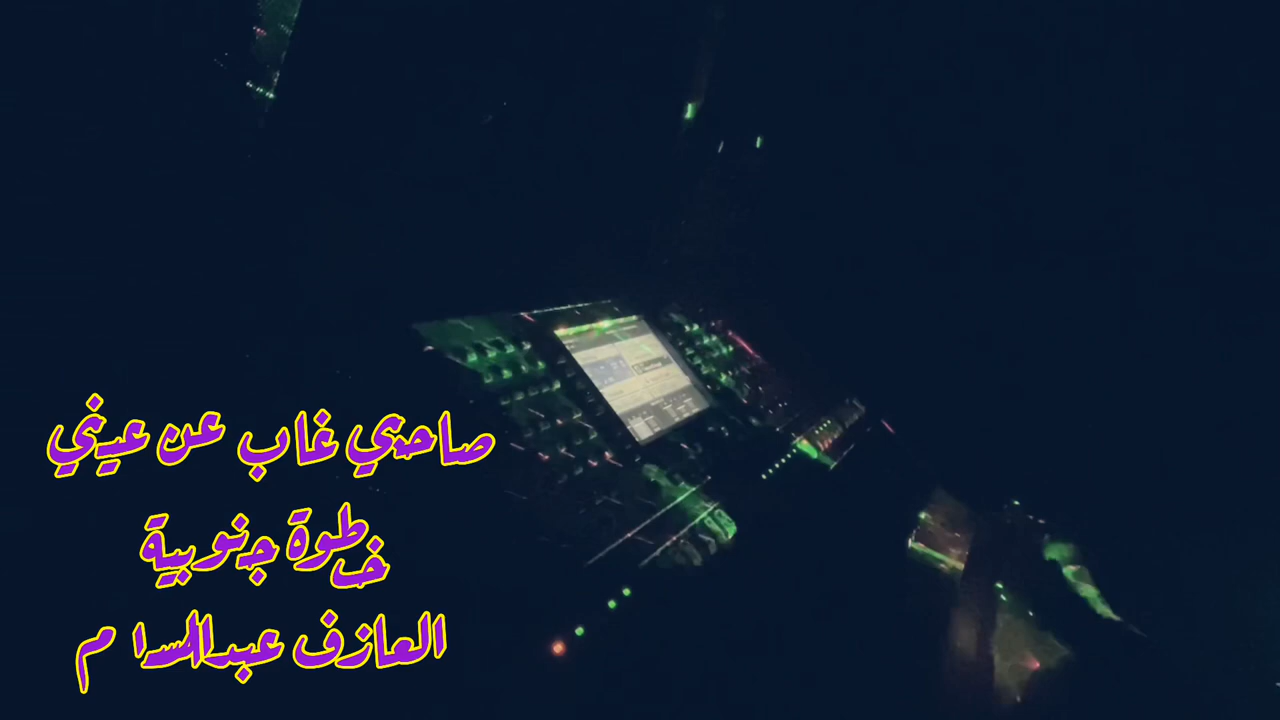 صاحبي غاب عن عيني
خطوة جنوبية
العازف عبدالسلام